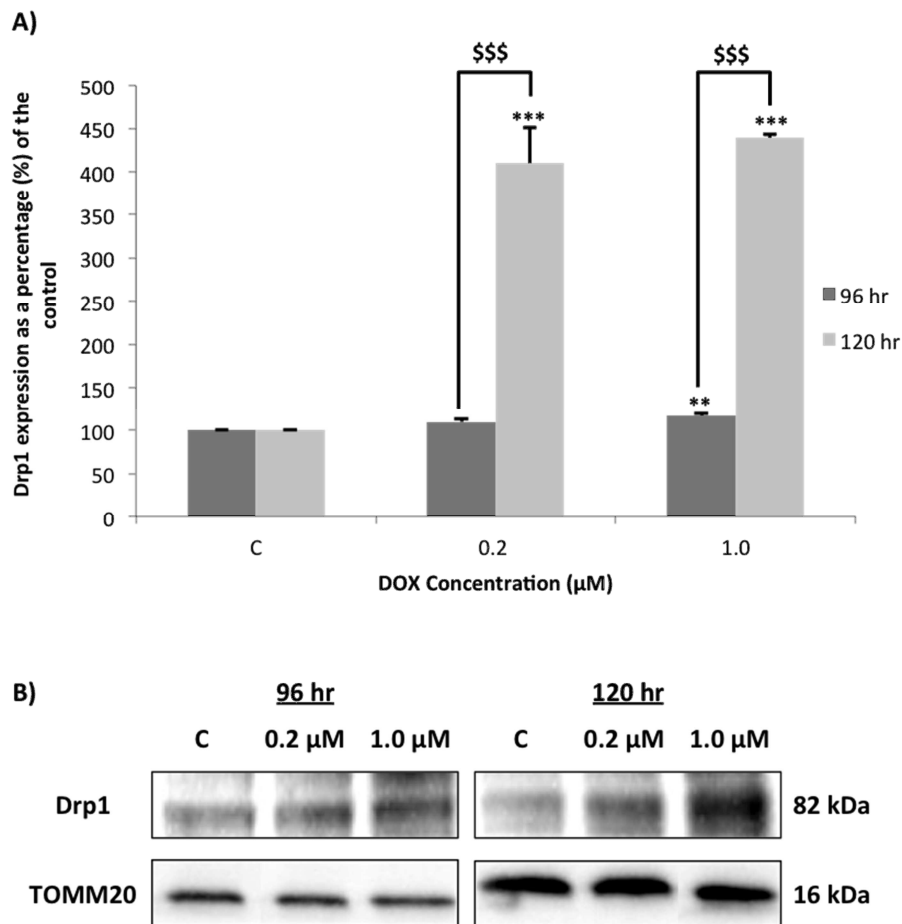 A)
$$$ $$$
500
450
400
350
300
250
200
150
100
50
0
Drp1 expression as a percentage (%) of the
control
*** ***
**
96 hr
120 hr
C 0.2 1.0
DOX Concentration (µM)
B) 96 hr 120 hr
C 0.2 µM 1.0 µM C 0.2 µM 1.0 µM
Drp1 82 kDa
TOMM20 16 kDa